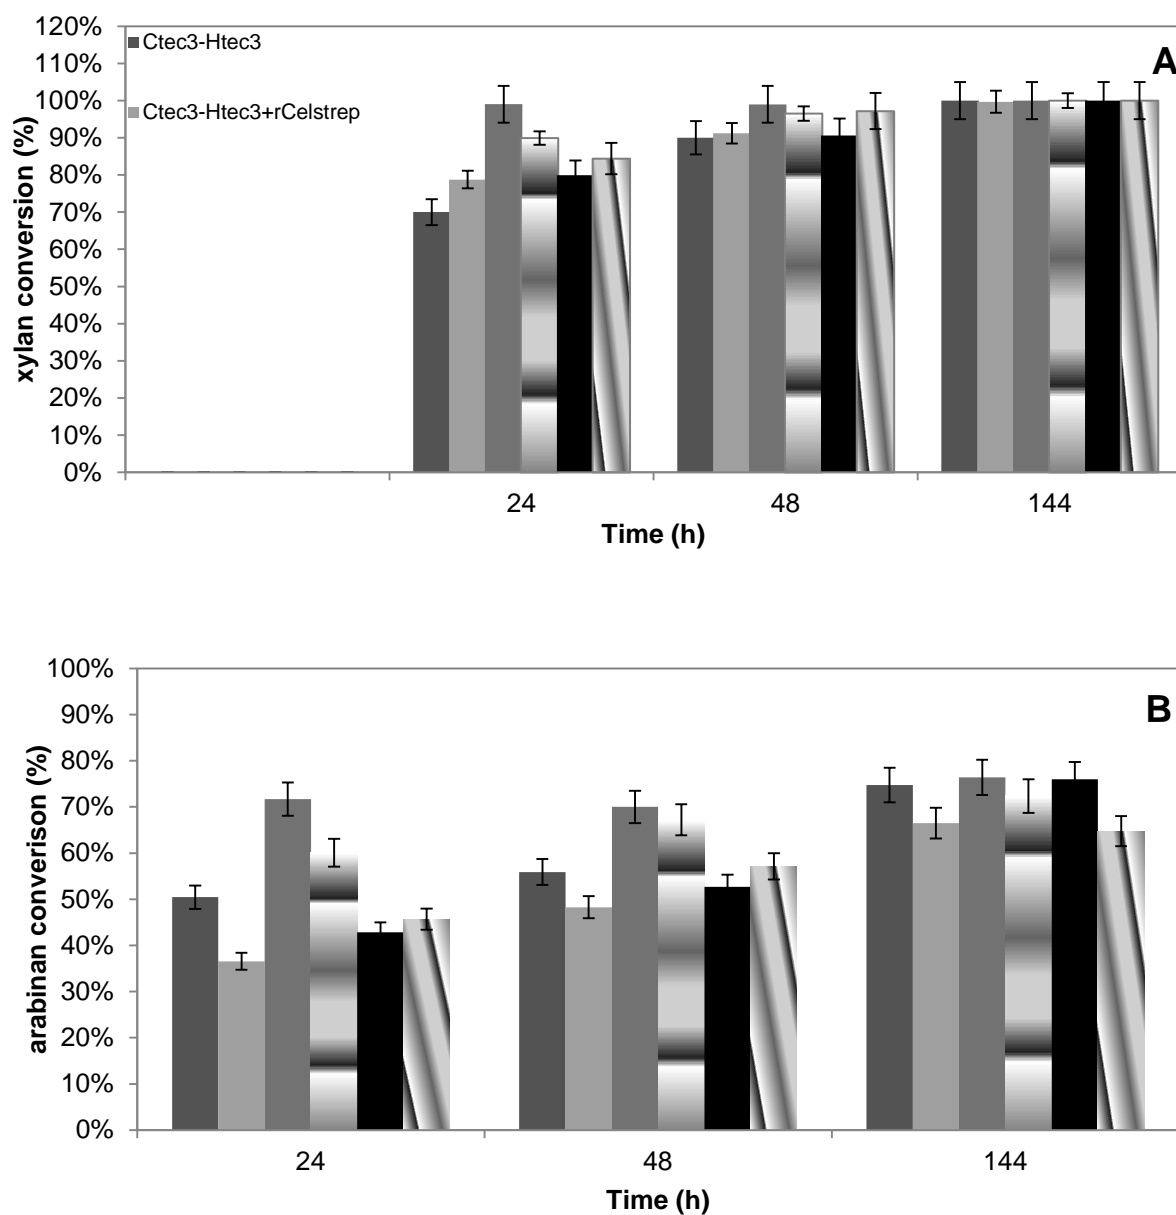 120%
110%
100%
90%
80%
70%
60%
50%
40%
30%
20%
10%
0%
xylan conversion (%)
Ctec3-Htec3
Ctec3-Htec3+rCelstrep
A
24 48 144
Time (h)
100%
90%
80%
70%
60%
50%
40%
30%
20%
10%
0%
arabinan converison (%)
B
24 48 144
Time (h)